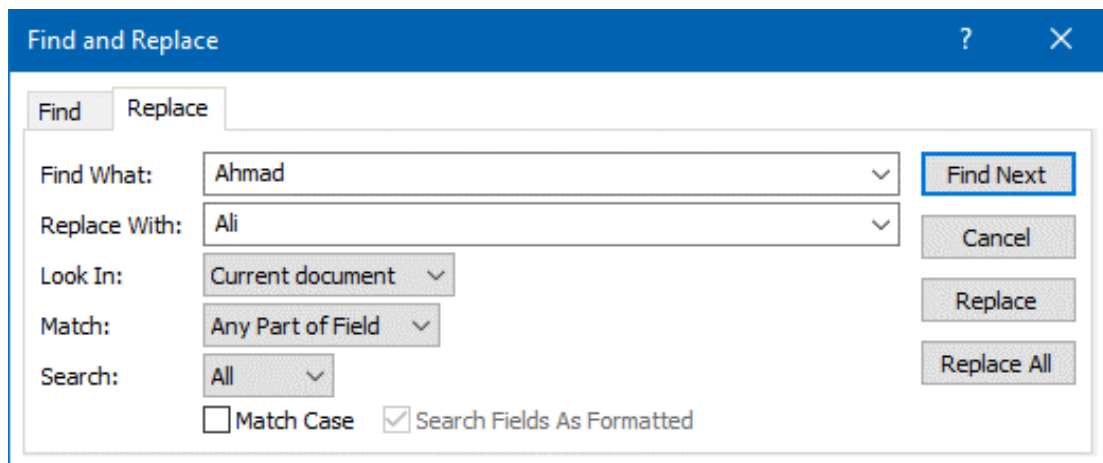 Find and Replace ?
Find Replace
Find What: Ahmad Find Next
Replace With: Ali Cancel
Look In: Current document
Match: Any Part of Field Replace
Search: All Replace All
Match Case Search Fields As Formatted